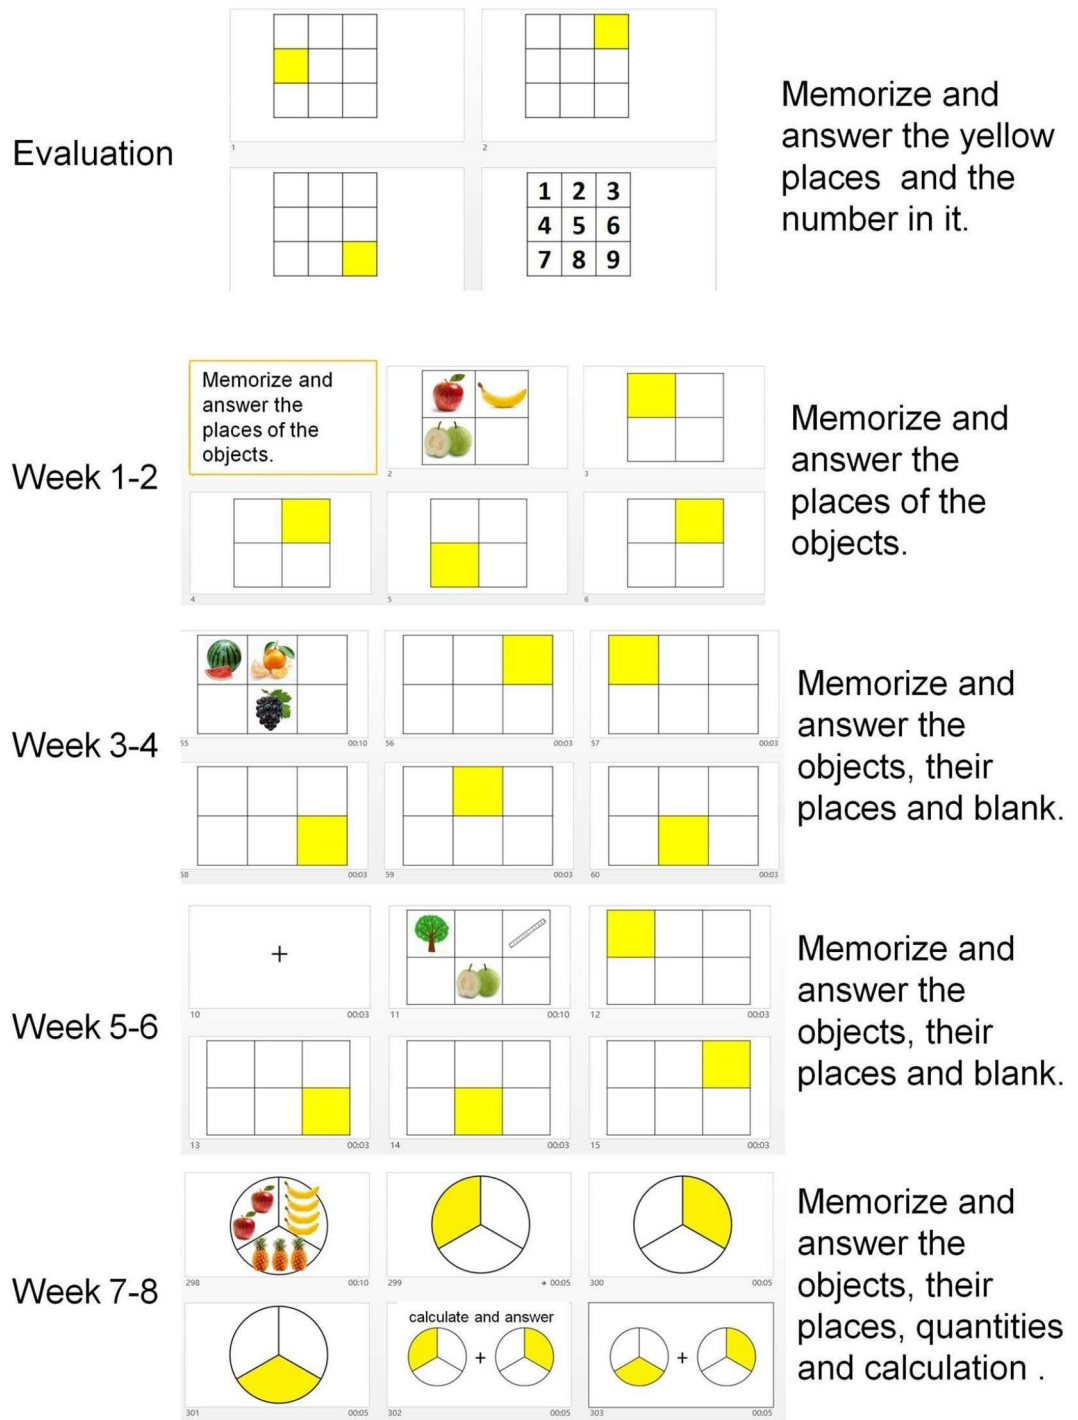 Evaluation
1
2
1 2 3
4 5 6
7 8 9
Memorize and
answer the yellow
places and the
number in it.
Week 1-2
Memorize and
answer the
places of the
objects.
2
3
4
5
6
Memorize and
answer the
places of the
objects.
Week 3-4
55 00:10
56 00:03
57 00:03
58 00:03
59 00:03
60 00:03
Memorize and
answer the
objects, their
places and blank.
Week 5-6
+
10 00:03
11 00:10
12 00:03
13 00:03
14 00:03
15 00:03
Memorize and
answer the
objects, their
places and blank.
Week 7-8
298 00:10
299 00:05
300 00:05
301 00:05
calculate and answer
+
302 00:05
+
303 00:05
Memorize and
answer the
objects, their
places, quantities
and calculation .